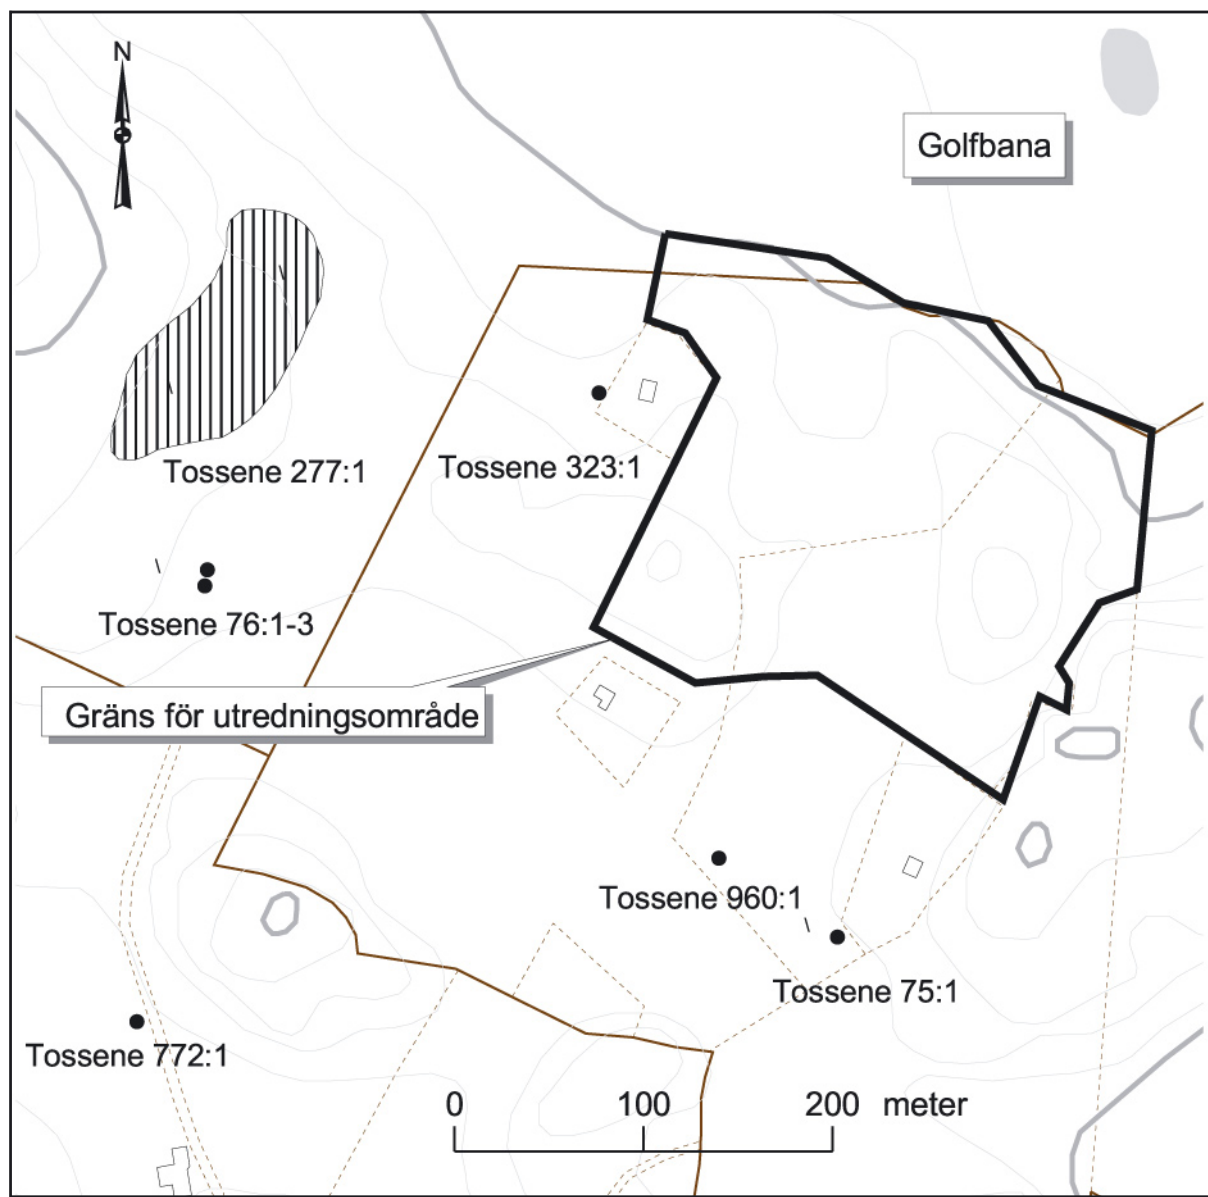 N
Golfbana
Tossene 277:1
Tossene 323:1
Tossene 76:1-3
Gräns för utredningsområde
Tossene 960:1
Tossene 75:1
Tossene 772:1
0 100 200 meter